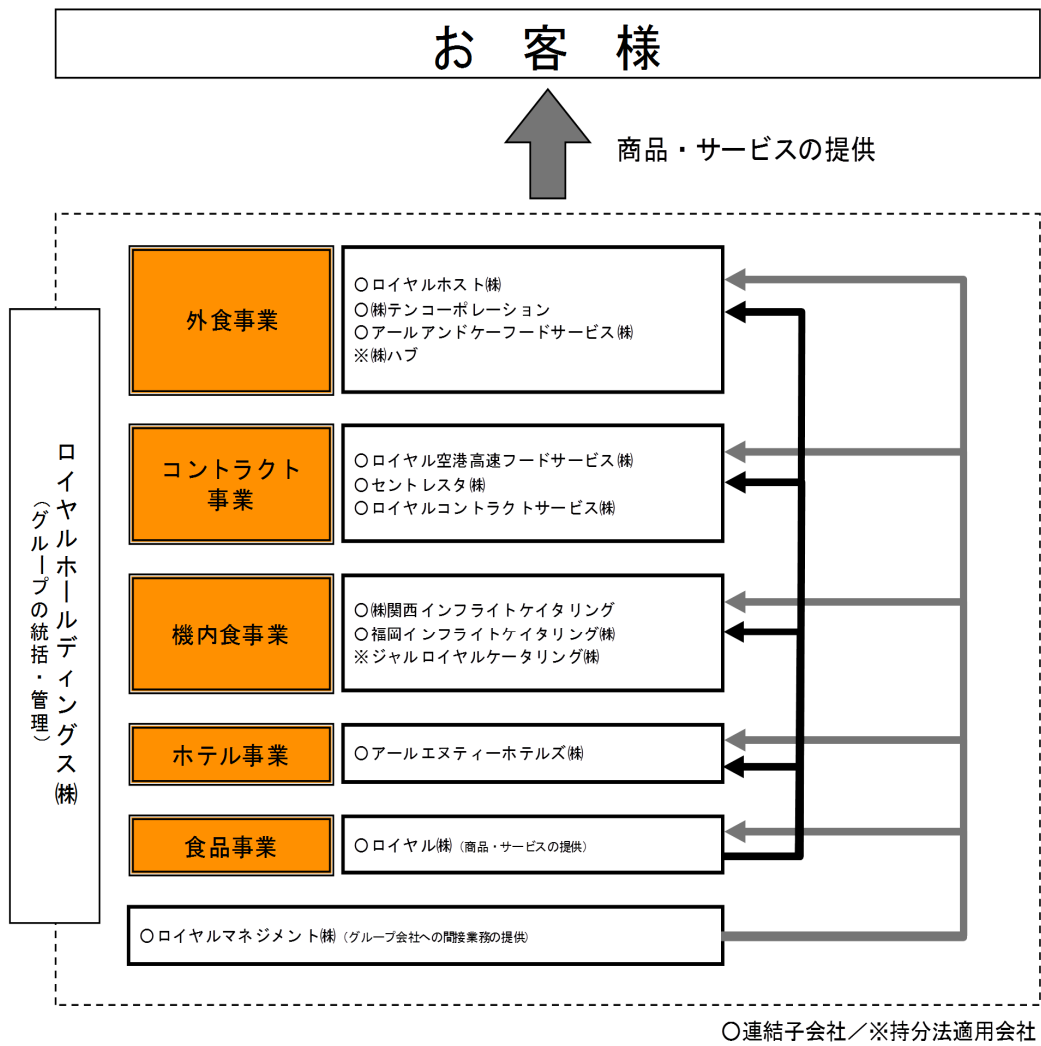 お 客 様
商品・サービスの提供
ロイヤルホールディングス㈱
（グループの統括・管理）
外食事業
○ロイヤルホスト㈱
○㈱テンコーポレーション
○アールアンドケーフードサービス㈱
※㈱ハブ
コントラクト
事業
○ロイヤル空港高速フードサービス㈱
○セントレスタ㈱
○ロイヤルコントラクトサービス㈱
機内食事業
○㈱関西インフライトケイタリング
○福岡インフライトケイタリング㈱
※ジャルロイヤルケータリング㈱
ホテル事業
○アールエヌティーホテルズ㈱
食品事業
○ロイヤル㈱（商品・サービスの提供）
○ロイヤルマネジメント㈱（グループ会社への間接業務の提供）
○連結子会社／※持分法適用会社